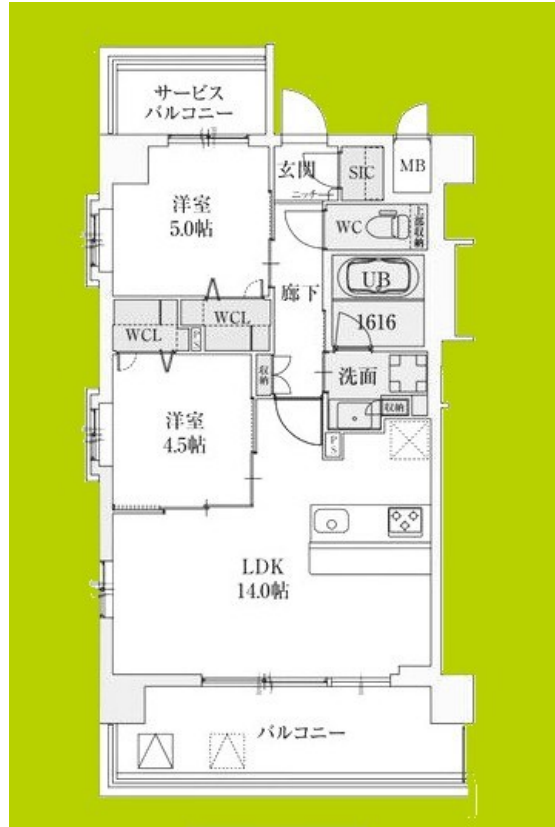 サービス
バルコニー
玄関
SIC
MB
ニッチ
洋室
5.0帖
WC
上部収納
UB
廊下
1616
WCL
WCL
PS
収納
洗面
収納
洋室
4.5帖
PS
LDK
14.0帖
バルコニー